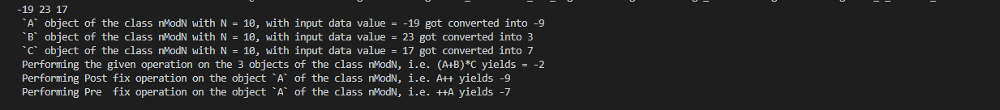 -19 23 17
`A` object of the class nModN with N = 10, with input data value = -19 got converted into -9
`B` object of the class nModN with N = 10, with input data value = 23 got converted into 3
`C` object of the class nModN with N = 10, with input data value = 17 got converted into 7
Performing the given operation on the 3 objects of the class nModN, i.e. (A+B)*C yields = -2
Performing Post fix operation on the object `A` of the class nModN, i.e. A++ yields -9
Performing Pre  fix operation on the object `A` of the class nModN, i.e. ++A yields -7